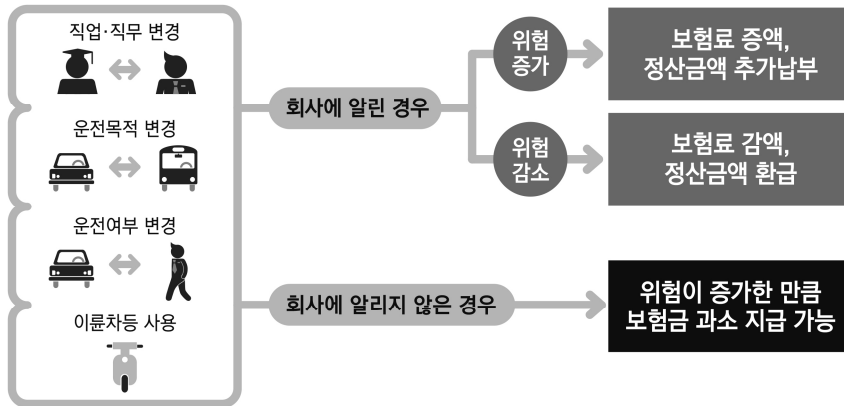 직업·직무 변경
운전목적 변경
운전여부 변경
이륜차등 사용
회사에 알린 경우
위험
증가
보험료 증액,
정산금액 추가납부
위험
감소
보험료 감액,
정산금액 환급
회사에 알리지 않은 경우
위험이 증가한 만큼
보험금 과소 지급 가능